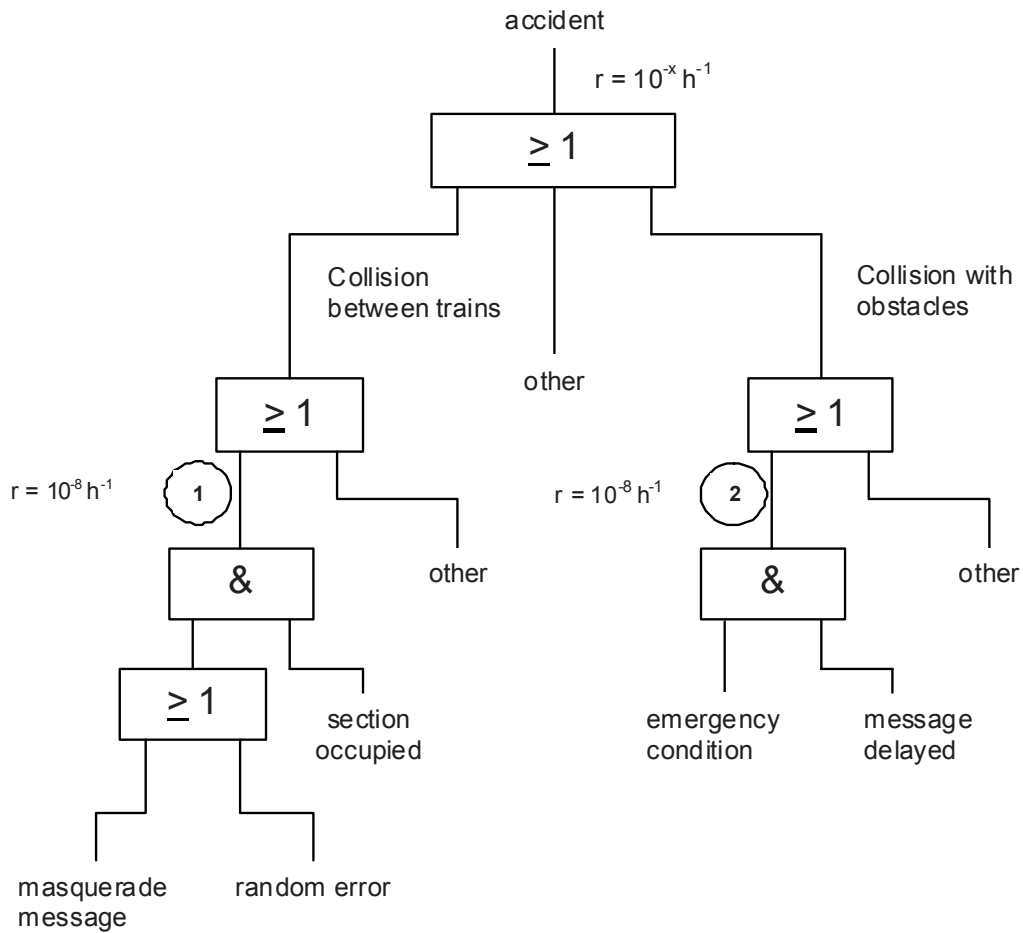 accident
r = 10⁻ˣ h⁻¹
≥ 1
Collision
between trains
Collision with
obstacles
other
≥ 1
≥ 1
r = 10⁻⁸ h⁻¹
1
r = 10⁻⁸ h⁻¹
2
&
other
&
other
≥ 1
section
occupied
emergency
condition
message
delayed
masquerade
message
random error